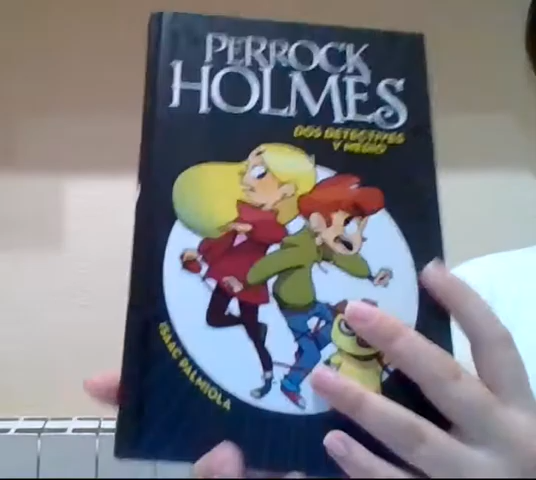 PERROCK
HOLMES
DOS DETECTIVES
Y MEDIO
ISAAC PALMIOLA